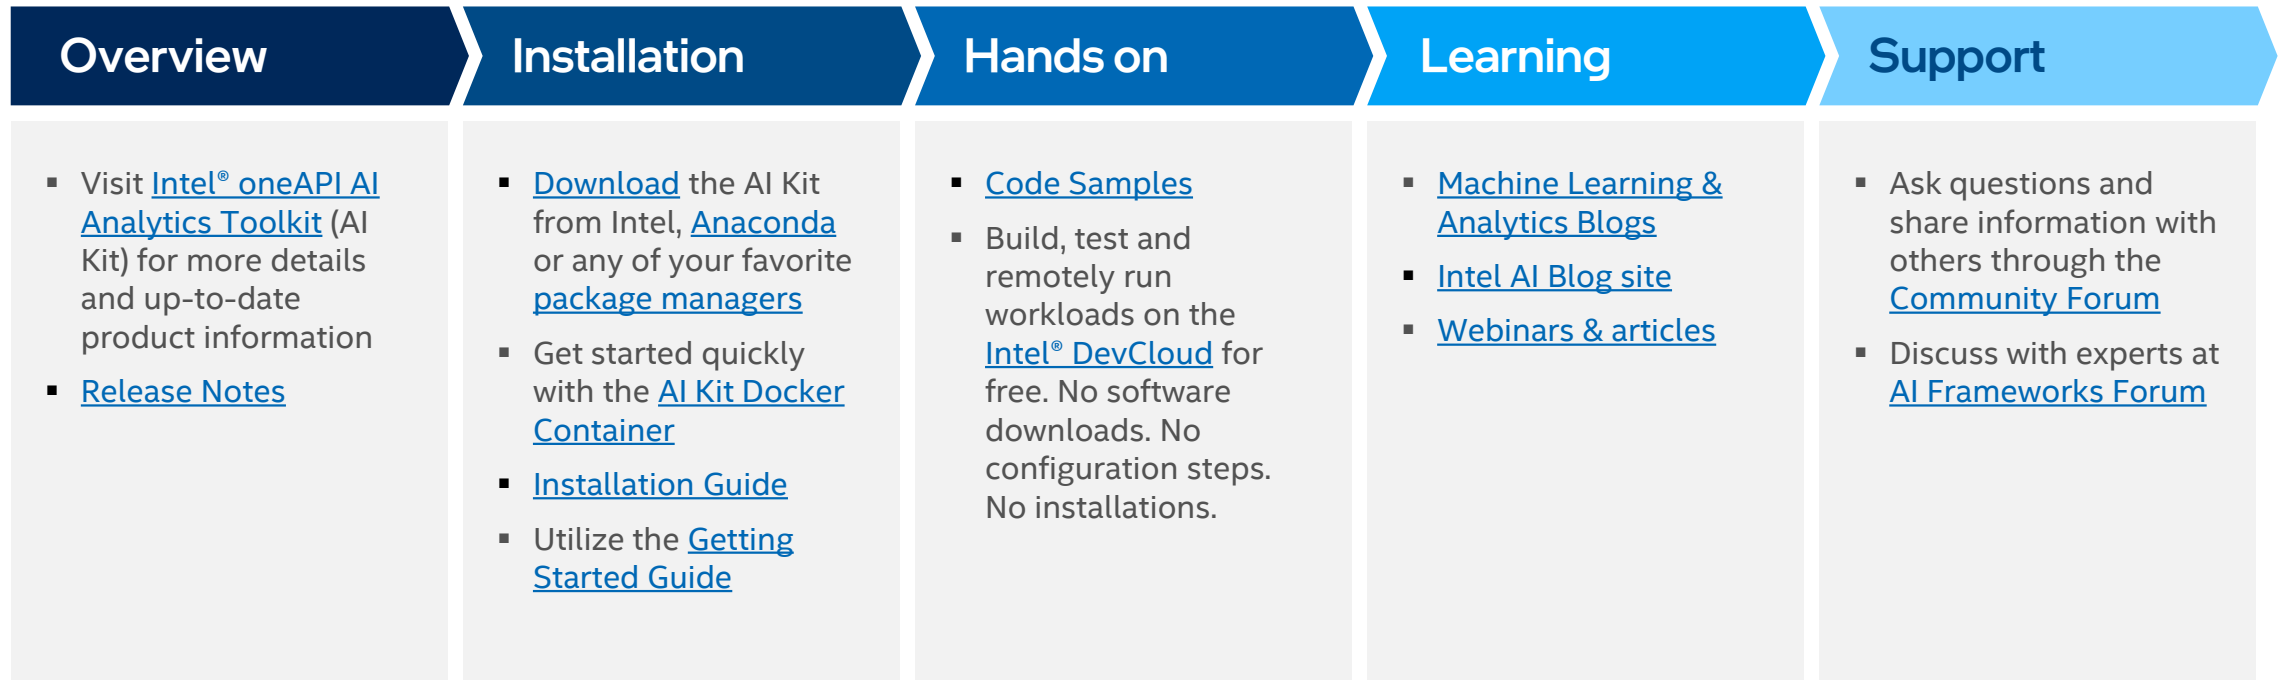 Overview
Installation
Hands on
Learning
Support
▪ Visit Intel® oneAPI AI
Analytics Toolkit (AI
Kit) for more details
and up-to-date
product information
▪ Release Notes
▪ Download the AI Kit
from Intel, Anaconda
or any of your favorite
package managers
▪ Get started quickly
with the AI Kit Docker
Container
▪ Installation Guide
▪ Utilize the Getting
Started Guide
▪ Code Samples
▪ Build, test and
remotely run
workloads on the
Intel® DevCloud for
free. No software
downloads. No
configuration steps.
No installations.
▪ Machine Learning &
Analytics Blogs
▪ Intel AI Blog site
▪ Webinars & articles
▪ Ask questions and
share information with
others through the
Community Forum
▪ Discuss with experts at
AI Frameworks Forum